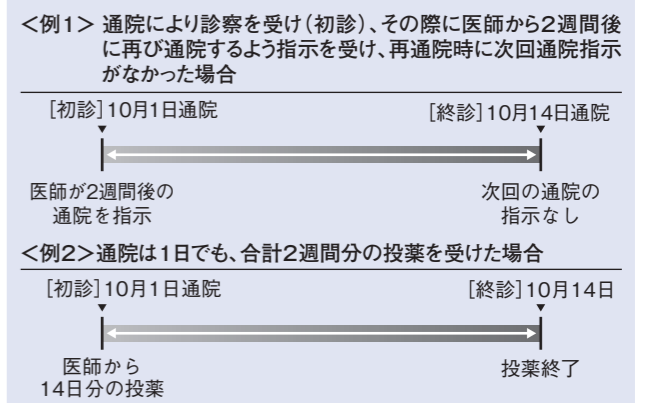 <例1> 通院により診察を受け(初診)、その際に医師から2週間後
に再び通院するよう指示を受け、再通院時に次回通院指示
がなかった場合
[初診]10月1日通院
[終診]10月14日通院
医師が2週間後の
通院を指示
次回の通院の
指示なし
<例2>通院は1日でも、合計2週間分の投薬を受けた場合
[初診]10月1日通院
[終診]10月14日
医師から
14日分の投薬
投薬終了